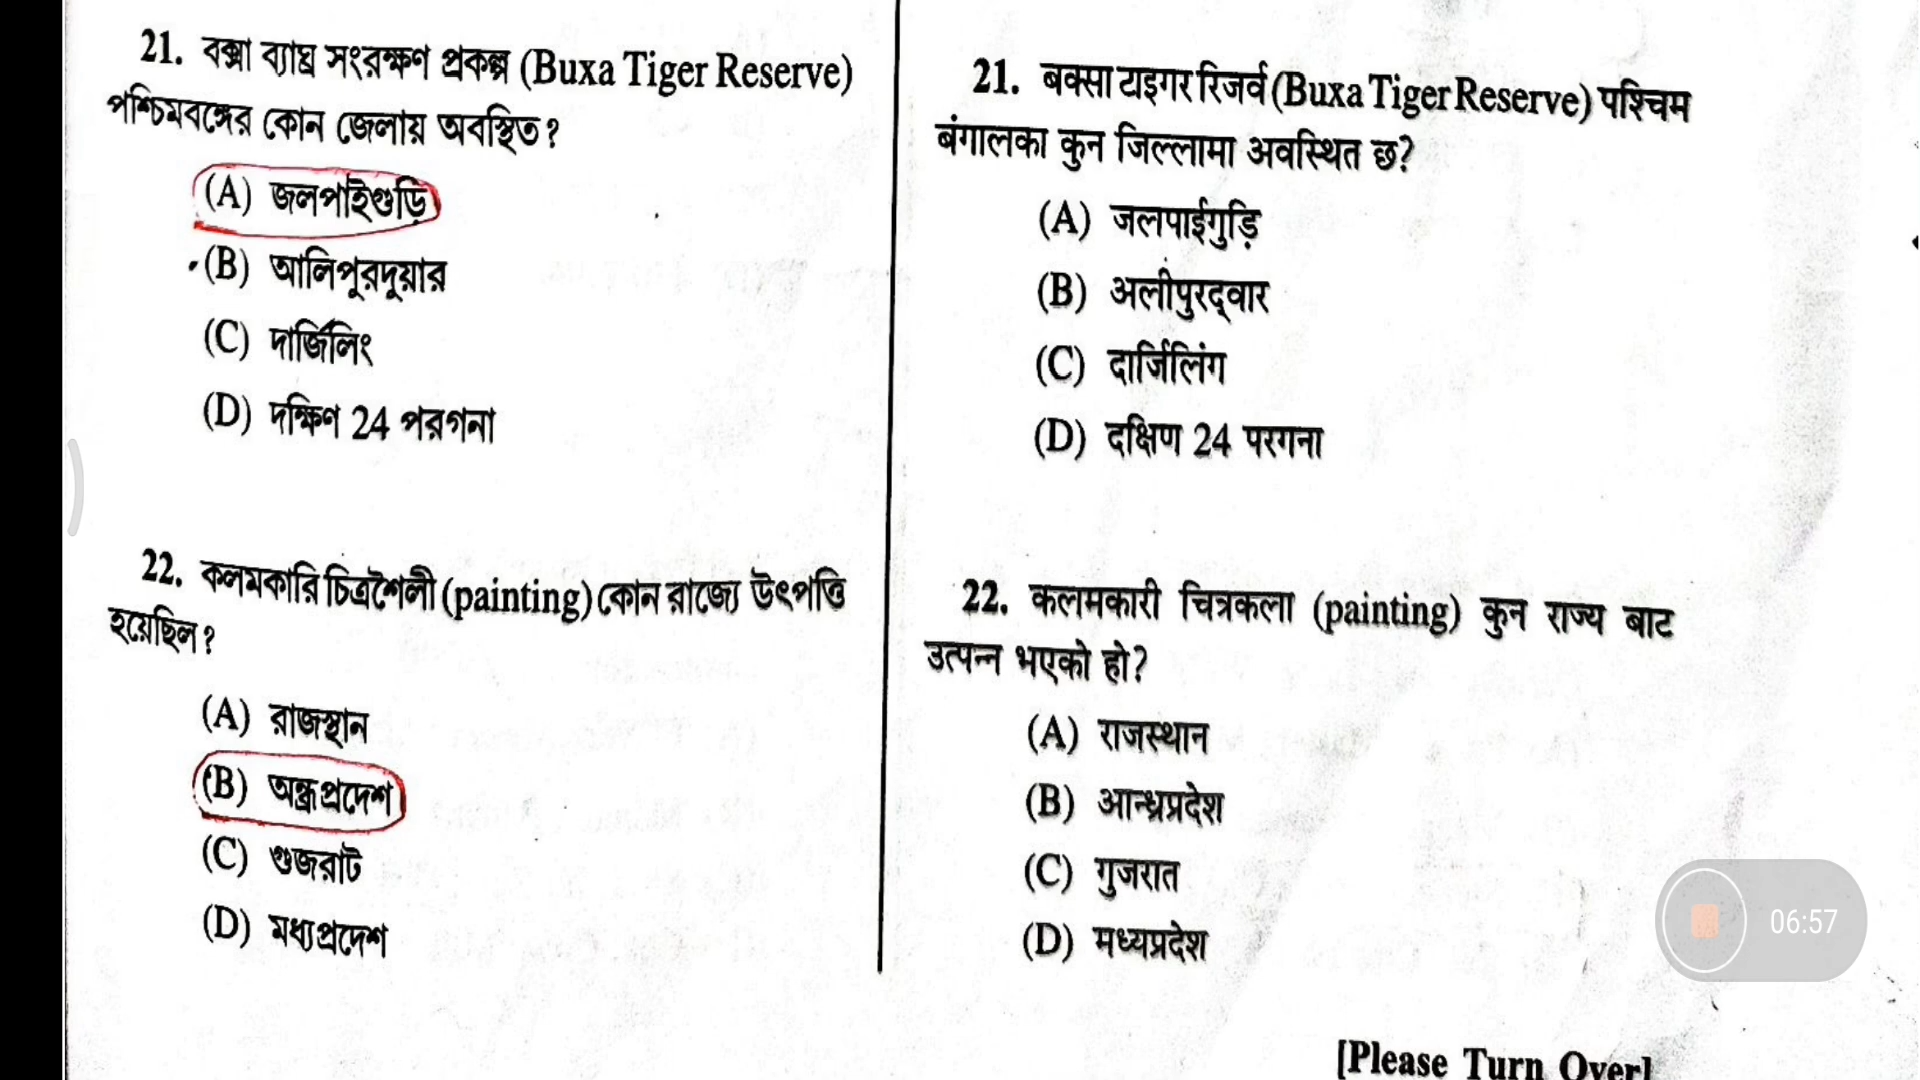 21. বক্সা ব্যাঘ্র সংরক্ষণ প্রকল্প (Buxa Tiger Reserve)
পশ্চিমবঙ্গের কোন জেলায় অবস্থিত?
(A) জলপাইগুড়ি
(B) আলিপুরদুয়ার
(C) দার্জিলিং
(D) দক্ষিণ 24 পরগনা
22. কলমকারি চিত্রশৈলী (painting) কোন রাজ্যে উৎপত্তি
হয়েছিল?
(A) রাজস্থান
(B) অন্ধ্রপ্রদেশ
(C) গুজরাট
(D) মধ্যপ্রদেশ
21. बक्सा टाइगर रिजर्व (Buxa Tiger Reserve) पश्चिम
बंगालका कुन जिल्लामा अवस्थित छ?
(A) जलपाईगुड़ि
(B) अलीपुरद्वार
(C) दार्जिलिंग
(D) दक्षिण 24 परगना
22. कलमकारी चित्रकला (painting) कुन राज्य बाट
उत्पन्न भएको हो?
(A) राजस्थान
(B) आन्ध्रप्रदेश
(C) गुजरात
(D) मध्यप्रदेश
06:57
[Please Turn Over]